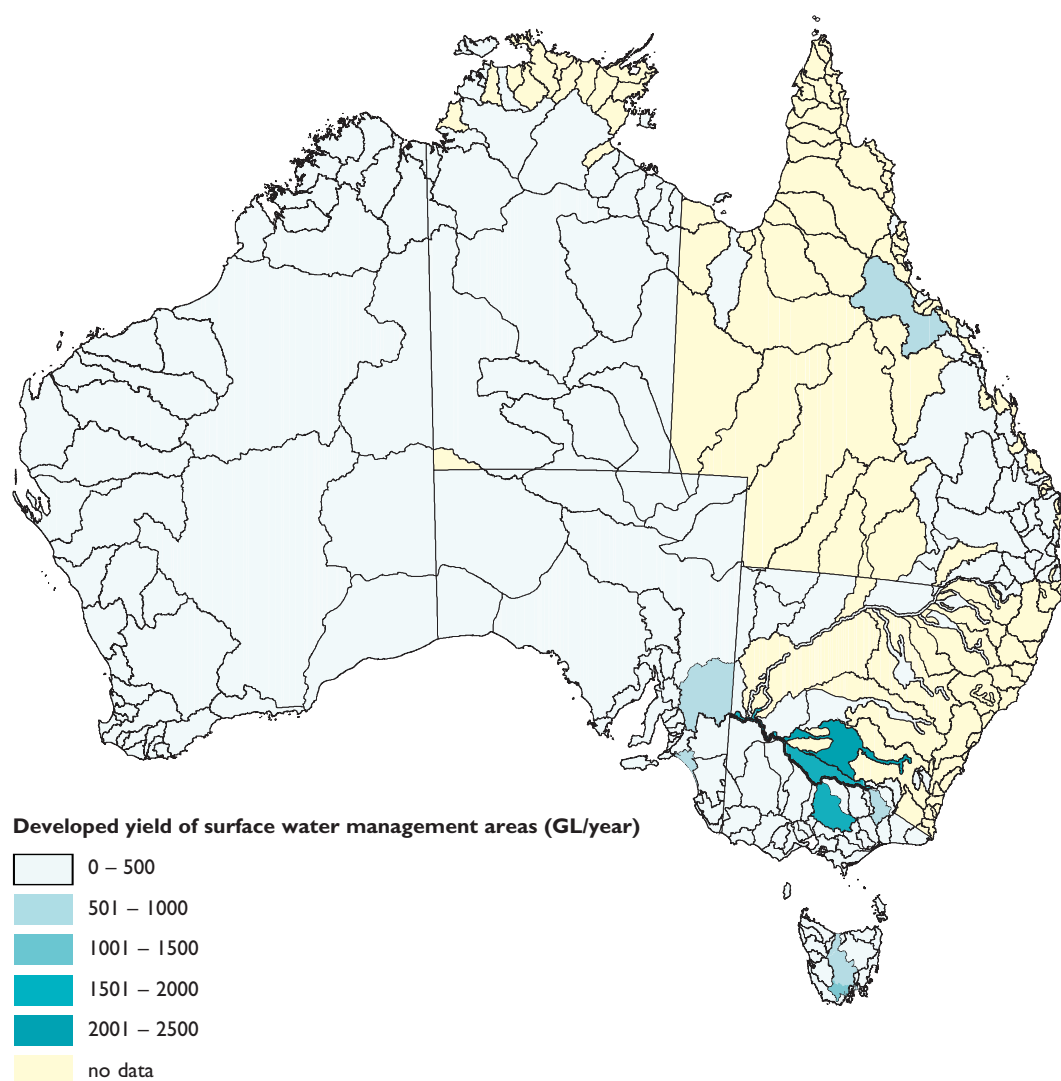 Developed yield of surface water management areas (GL/year)
0 – 500
501 – 1000
1001 – 1500
1501 – 2000
2001 – 2500
no data